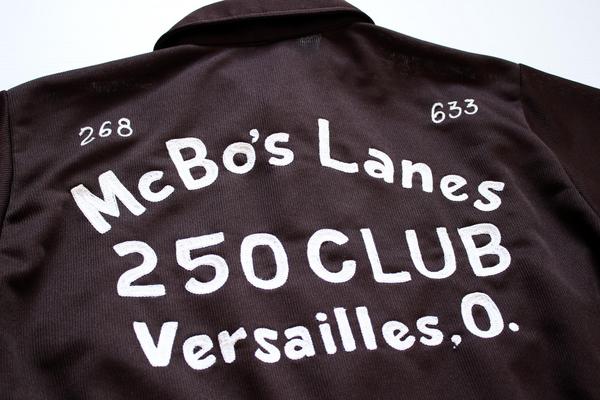 268 633
McBo's Lanes
250 CLUB
Versailles, O.